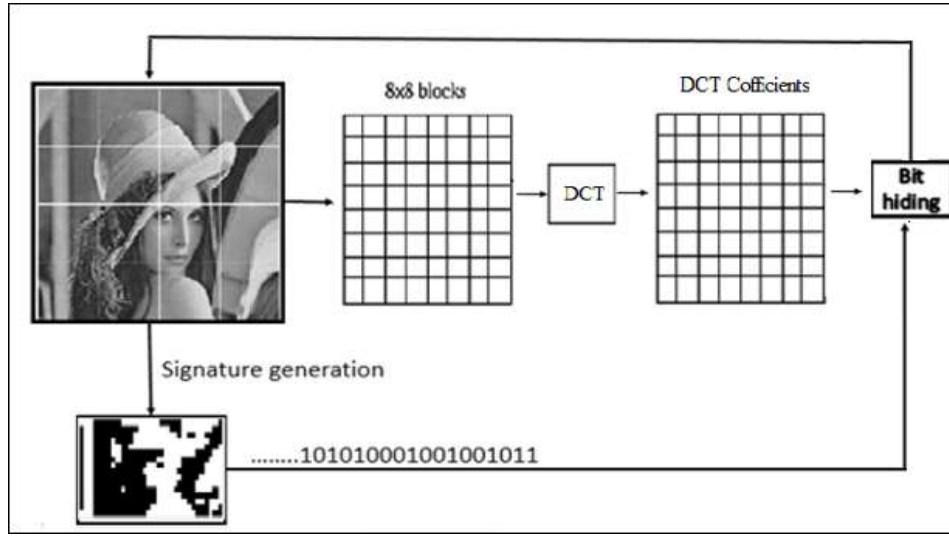 8x8 blocks
DCT Cofficients
DCT
Bit
hiding
Signature generation
........101010001001001011